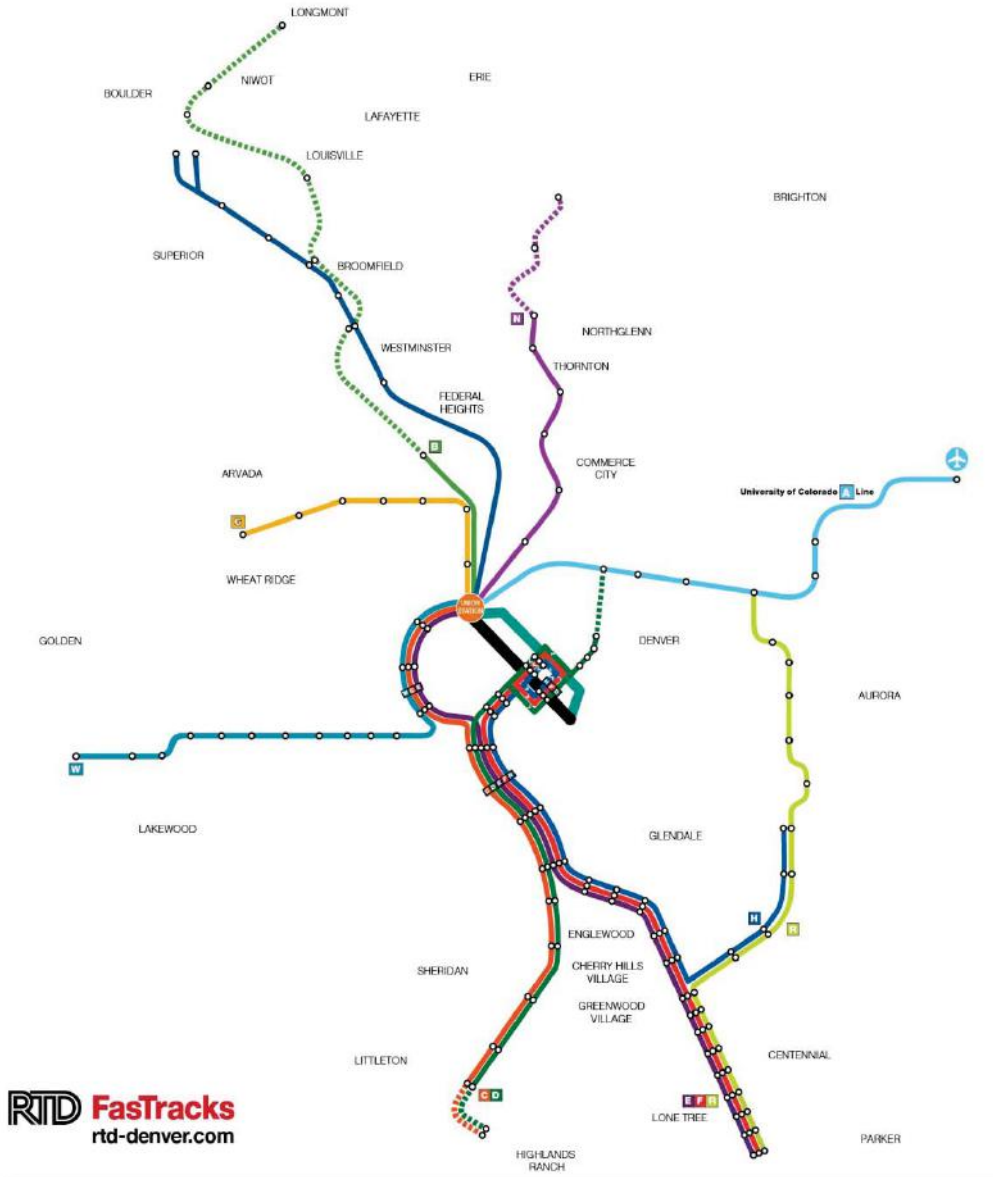 LONGMONT
NIWOT
ERIE
BOULDER
LAFAYETTE
LOUISVILLE
BRIGHTON
SUPERIOR
BROOMFIELD
N
NORTHGLENN
WESTMINSTER
THORNTON
FEDERAL
HEIGHTS
B
ARVADA
COMMERCE
CITY
University of Colorado A Line
G
WHEAT RIDGE
UNION
STATION
GOLDEN
DENVER
AURORA
W
LAKEWOOD
GLENDALE
H
R
ENGLEWOOD
SHERIDAN
CHERRY HILLS
VILLAGE
GREENWOOD
VILLAGE
LITTLETON
CENTENNIAL
C D
E F R
LONE TREE
RTD FasTracks
rtd-denver.com
PARKER
HIGHLANDS
RANCH